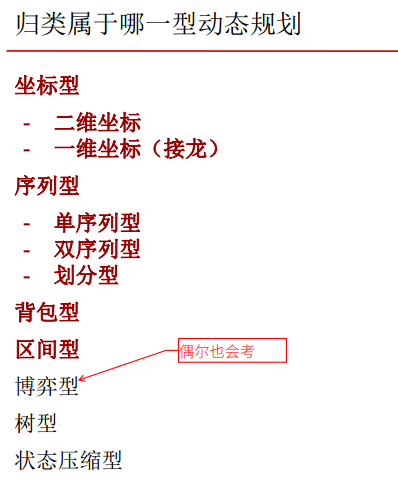 归类属于哪一型动态规划
坐标型
- 二维坐标
- 一维坐标（接龙）
序列型
- 单序列型
- 双序列型
- 划分型
背包型
区间型
偶尔也会考
博弈型
树型
状态压缩型